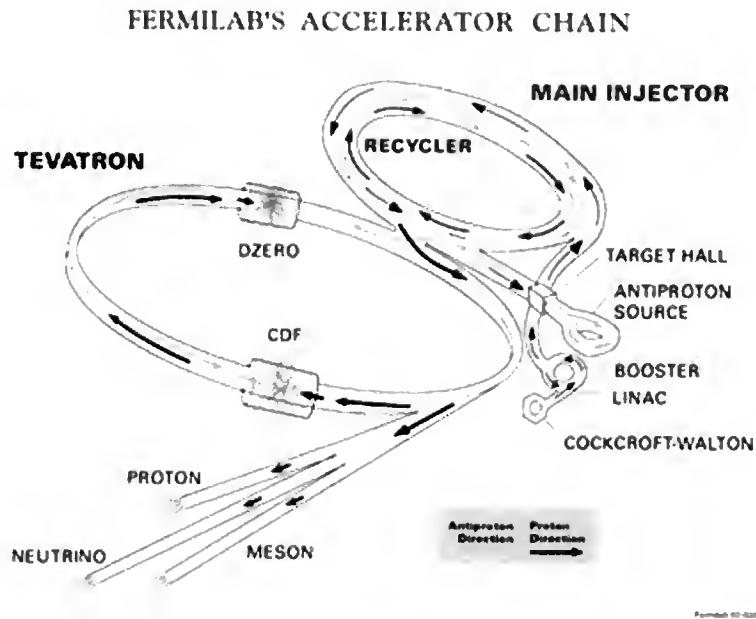 FERMILAB'S ACCELERATOR CHAIN
MAIN INJECTOR
RECYCLER
TEVATRON
DZERO
TARGET HALL
ANTIPROTON
SOURCE
CDF
BOOSTER
LINAC
COCKCROFT-WALTON
PROTON
NEUTRINO
MESON
Antiproton Proton
Direction Direction